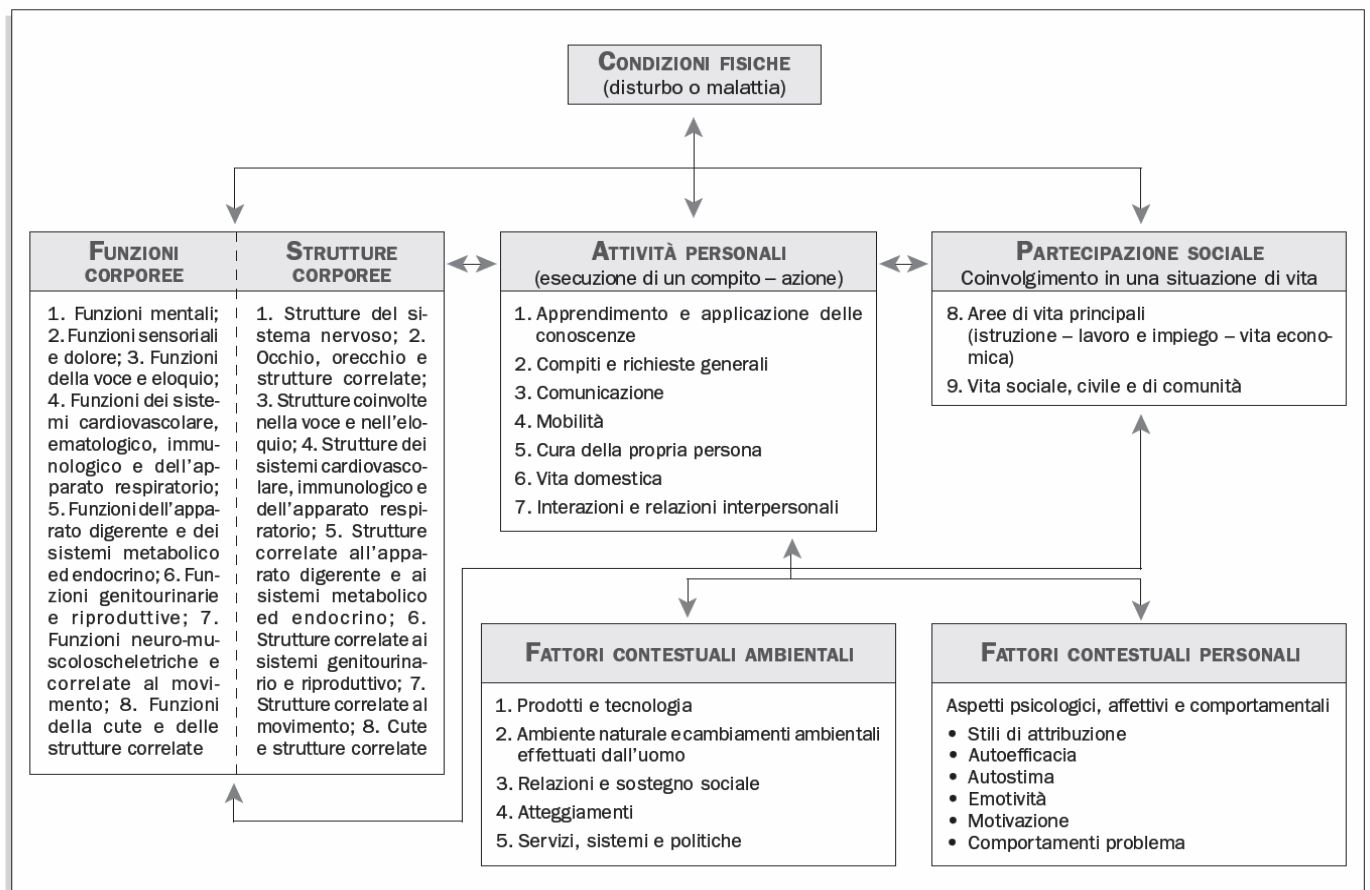 CONDIZIONI FISICHE
(disturbo o malattia)
FUNZIONI
CORPOREE
1. Funzioni mentali;
2. Funzioni sensoriali
e dolore; 3. Funzioni
della voce e eloquio;
4. Funzioni dei siste-
mi cardiovascolare,
ematologico, immu-
nologico e dell'ap-
parato respiratorio;
5. Funzioni dell'appa-
rato digerente e dei
sistemi metabolico
ed endocrino; 6. Fun-
zioni genitourinarie
e riproduttive; 7.
Funzioni neuro-mu-
scoloscheletriche e
correlate al movi-
mento; 8. Funzioni
della cute e delle
strutture correlate
STRUTTURE
CORPOREE
1. Strutture del si-
stema nervoso; 2.
Occhio, orecchio e
strutture correlate;
3. Strutture coinvolte
nella voce e nell'elo-
quio; 4. Strutture dei
sistemi cardiovasco-
lare, immunologico e
dell'apparato respi-
ratorio; 5. Strutture
correlate all'appa-
rato digerente e ai
sistemi metabolico
ed endocrino; 6.
Strutture correlate ai
sistemi genitourina-
rio e riproduttivo; 7.
Strutture correlate al
movimento; 8. Cute
e strutture correlate
ATTIVITÀ PERSONALI
(esecuzione di un compito – azione)
1. Apprendimento e applicazione delle
conoscenze
2. Compiti e richieste generali
3. Comunicazione
4. Mobilità
5. Cura della propria persona
6. Vita domestica
7. Interazioni e relazioni interpersonali
PARTECIPAZIONE SOCIALE
Coinvolgimento in una situazione di vita
8. Aree di vita principali
(istruzione – lavoro e impiego – vita econo-
mica)
9. Vita sociale, civile e di comunità
FATTORI CONTESTUALI AMBIENTALI
1. Prodotti e tecnologia
2. Ambiente naturale e cambiamenti ambientali
effettuati dall'uomo
3. Relazioni e sostegno sociale
4. Atteggiamenti
5. Servizi, sistemi e politiche
FATTORI CONTESTUALI PERSONALI
Aspetti psicologici, affettivi e comportamentali
• Stili di attribuzione
• Autoefficacia
• Autostima
• Emotività
• Motivazione
• Comportamenti problema